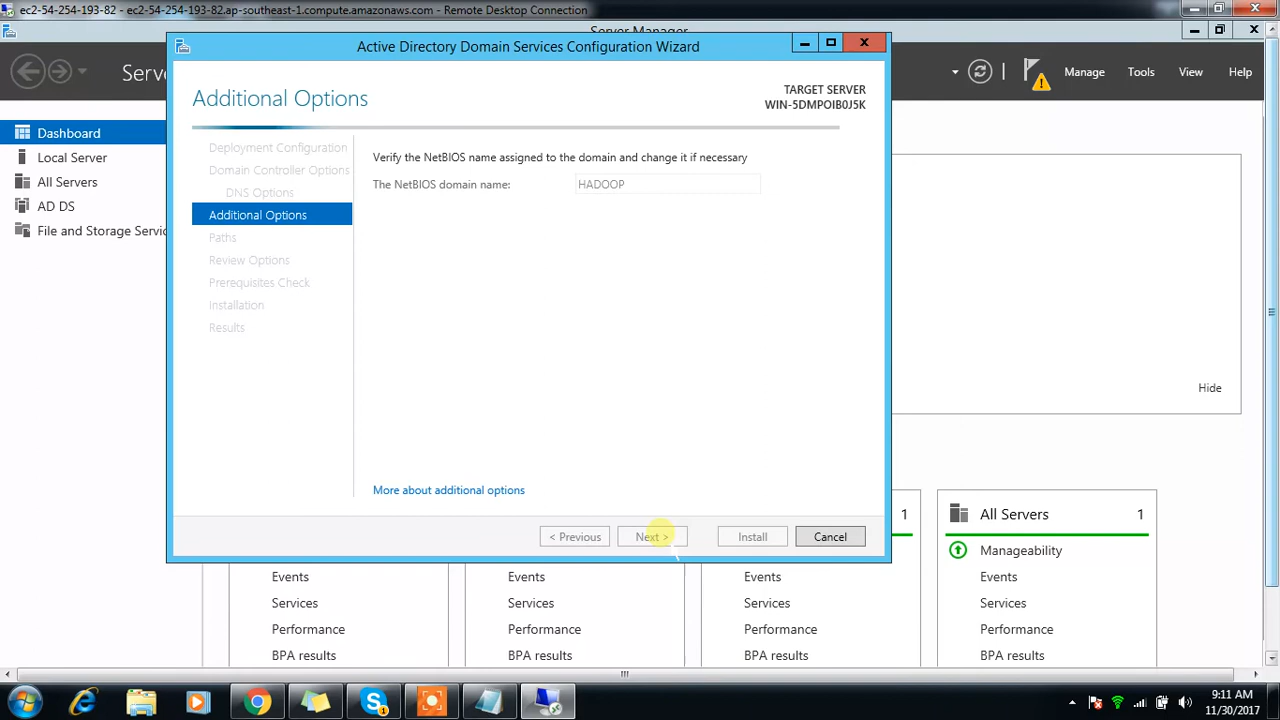 ec2-54-254-193-82 - ec2-54-254-193-82.ap-southeast-1.compute.amazonaws.com - Remote Desktop Connection
Server Manager
Active Directory Domain Services Configuration Wizard
Manage
Tools
View
Help
Additional Options
TARGET SERVER
WIN-5DMPOIB0J5K
Dashboard
Local Server
All Servers
AD DS
File and Storage Servic
Deployment Configuration
Domain Controller Options
DNS Options
Additional Options
Paths
Review Options
Prerequisites Check
Installation
Results
Verify the NetBIOS name assigned to the domain and change it if necessary
The NetBIOS domain name:
HADOOP
More about additional options
< Previous
Next >
Install
Cancel
Hide
1
All Servers
1
Manageability
Events
Events
Events
Events
Services
Services
Services
Services
Performance
Performance
Performance
Performance
BPA results
BPA results
BPA results
BPA results
9:11 AM
11/30/2017